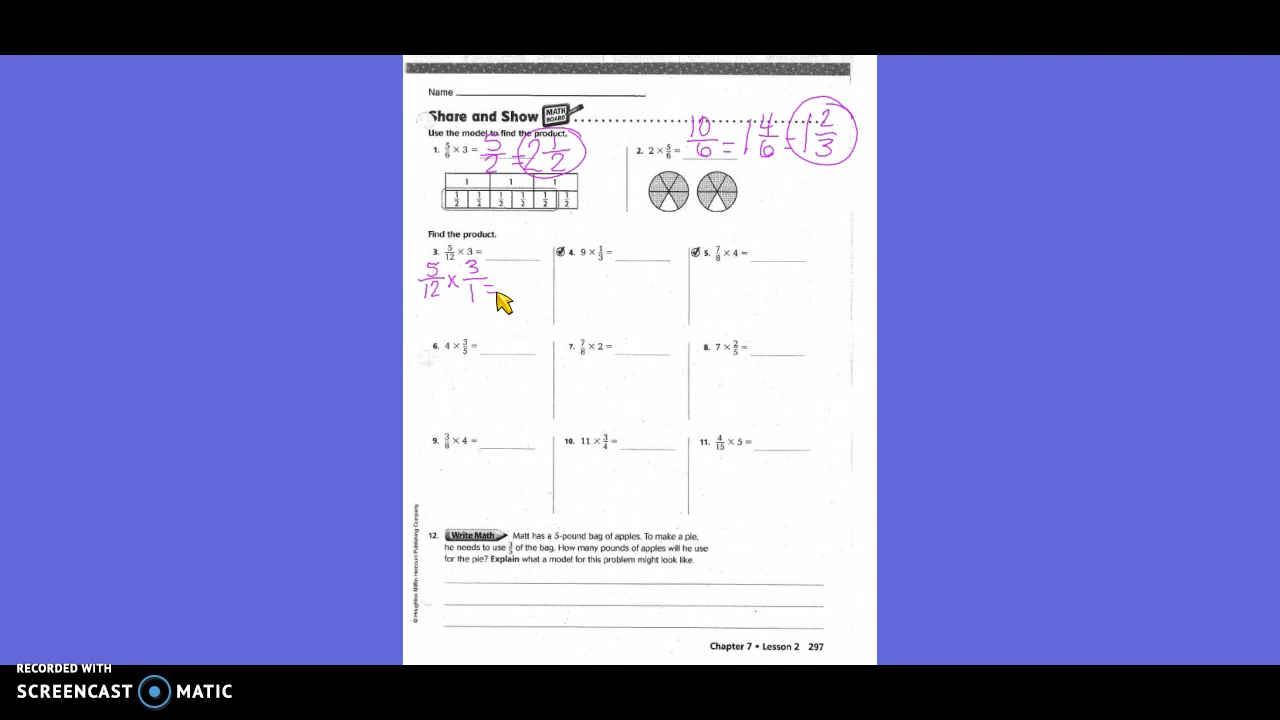 Name
Share and Show MATH BOARD
Use the model to find the product.
1. 5/6 × 3 = 5/2 = 2 1/2
2. 2 × 5/6 = 10/6 = 1 4/6 = 1 2/3
1 1 1
1/2 1/2 1/2 1/2 1/2 1/2
Find the product.
3. 5/12 × 3 =
4. 9 × 1/3 =
5. 7/8 × 4 =
5/12 × 3/1 =
6. 4 × 3/5 =
7. 7/8 × 2 =
8. 7 × 2/5 =
9. 3/8 × 4 =
10. 11 × 3/4 =
11. 4/15 × 5 =
12. Write Math Matt has a 5-pound bag of apples. To make a pie,
he needs to use 3/5 of the bag. How many pounds of apples will he use
for the pie? Explain what a model for this problem might look like.
© Houghton Mifflin Harcourt Publishing Company
Chapter 7 • Lesson 2 297
RECORDED WITH
SCREENCAST MATIC